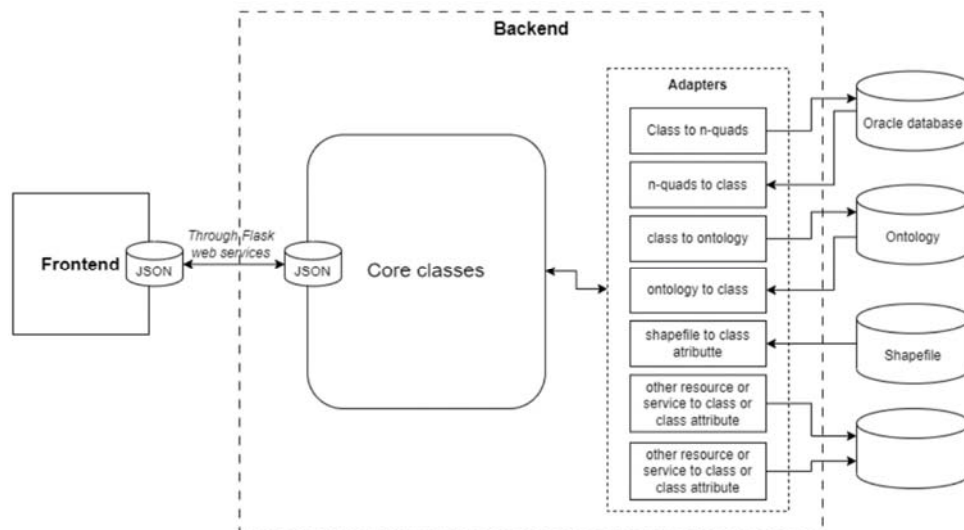 Backend
Adapters
Class to n-quads
Oracle database
n-quads to class
Through Flask
web services
class to ontology
Ontology
Frontend
JSON
JSON
Core classes
ontology to class
shapefile to class
atributte
Shapefile
other resource or
service to class or
class attribute
other resource or
service to class or
class attribute